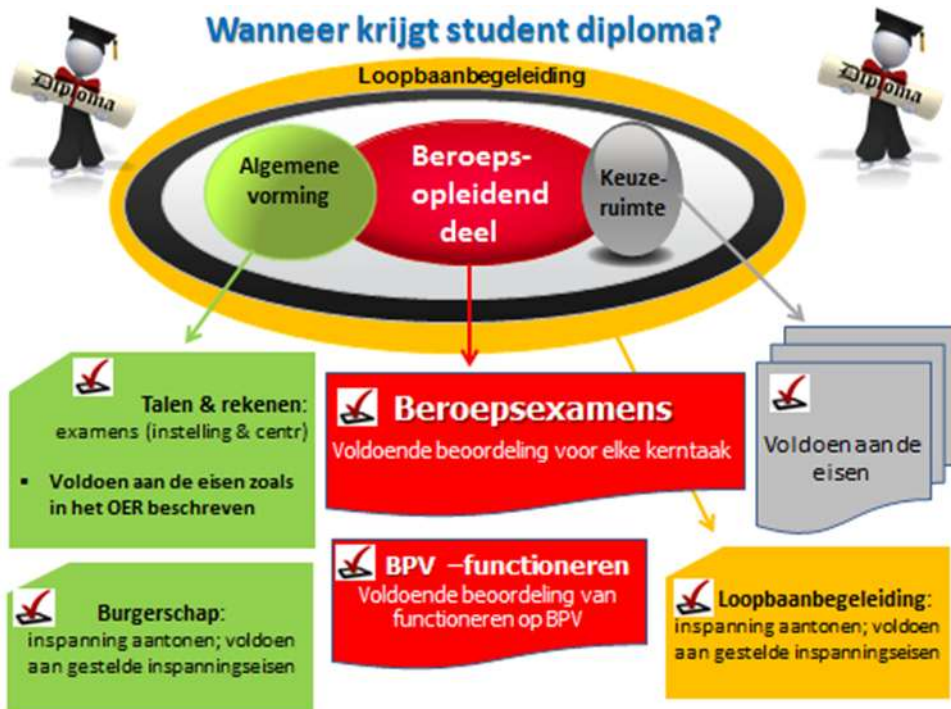 Wanneer krijgt student diploma?
Diploma
Diploma
Loopbaanbegeleiding
Algemene
vorming
Beroeps-
opleidend
deel
Keuze-
ruimte
Talen & rekenen:
examens (instelling & centr)
▪ Voldoen aan de eisen zoals
in het OER beschreven
Beroepsexamens
Voldoende beoordeling voor elke kerntaak
Voldoen aan de
eisen
Burgerschap:
inspanning aantonen; voldoen
aan gestelde inspanningseisen
BPV –functioneren
Voldoende beoordeling van
functioneren op BPV
Loopbaanbegeleiding:
inspanning aantonen; voldoen
aan gestelde inspanningseisen